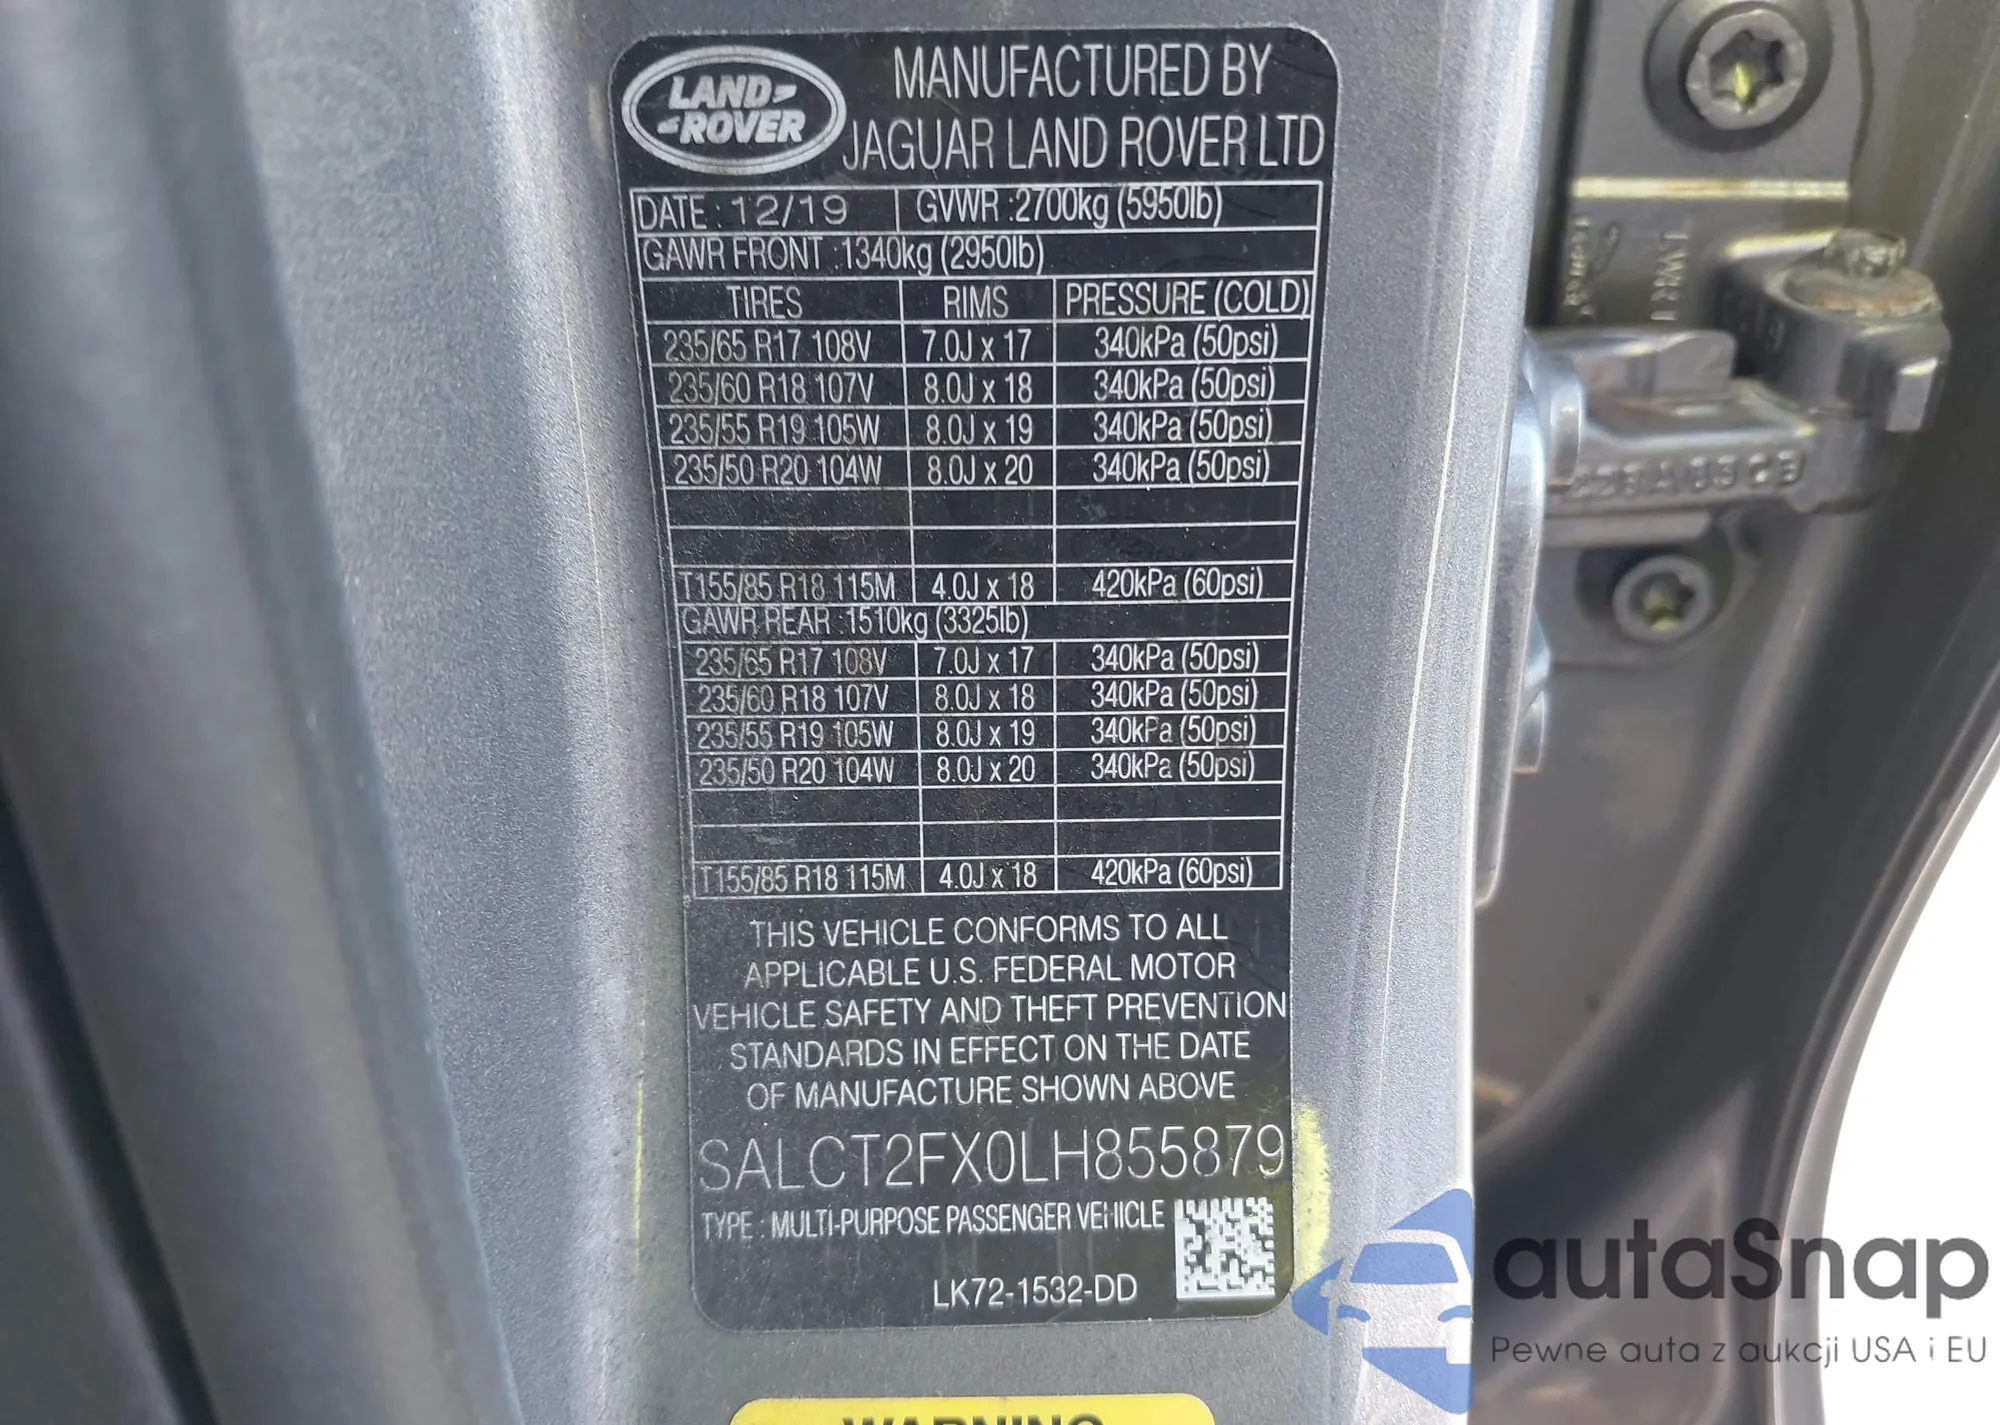 LAND-
-ROVER
MANUFACTURED BY
JAGUAR LAND ROVER LTD
DATE : 12/19 GVWR :2700kg (5950lb)
GAWR FRONT :1340kg (2950lb)
TIRES RIMS PRESSURE (COLD)
235/65 R17 108V 7.0J x 17 340kPa (50psi)
235/60 R18 107V 8.0J x 18 340kPa (50psi)
235/55 R19 105W 8.0J x 19 340kPa (50psi)
235/50 R20 104W 8.0J x 20 340kPa (50psi)
T155/85 R18 115M 4.0J x 18 420kPa (60psi)
GAWR REAR :1510kg (3325lb)
235/65 R17 108V 7.0J x 17 340kPa (50psi)
235/60 R18 107V 8.0J x 18 340kPa (50psi)
235/55 R19 105W 8.0J x 19 340kPa (50psi)
235/50 R20 104W 8.0J x 20 340kPa (50psi)
T155/85 R18 115M 4.0J x 18 420kPa (60psi)
THIS VEHICLE CONFORMS TO ALL
APPLICABLE U.S. FEDERAL MOTOR
VEHICLE SAFETY AND THEFT PREVENTION
STANDARDS IN EFFECT ON THE DATE
OF MANUFACTURE SHOWN ABOVE
SALCT2FX0LH855879
TYPE : MULTI-PURPOSE PASSENGER VEHICLE
LK72-1532-DD
WARNING
autaSnap
Pewne auta z aukcji USA i EU